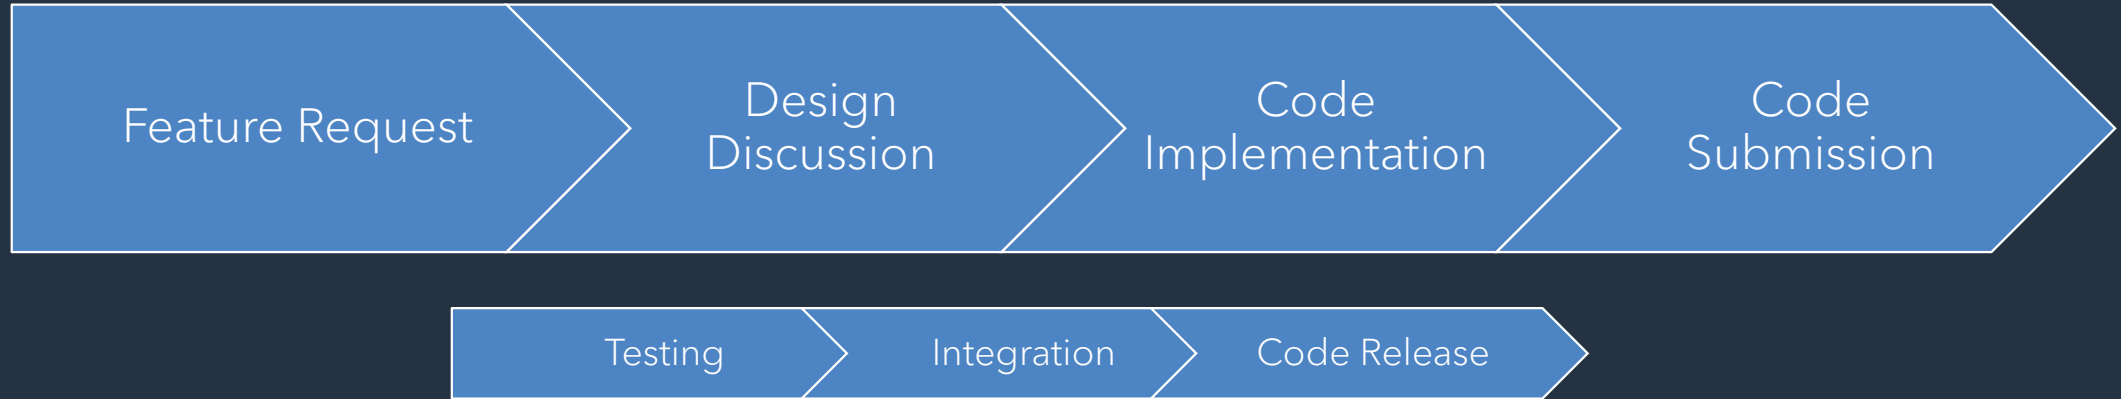 Feature Request
Design
Discussion
Code
Implementation
Code
Submission
Testing
Integration
Code Release